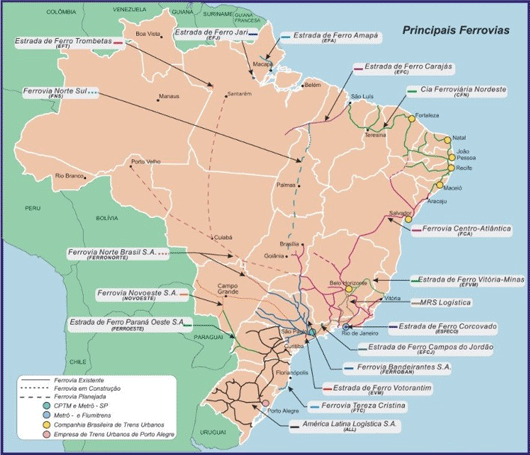 COLÔMBIA
VENEZUELA
GUIANA
SURINAME
GUIANA
FRANCESA
Principais Ferrovias
Estrada de Ferro Trombetas
(EFT)
Boa Vista
Estrada de Ferro Jari
(EFJ)
Estrada de Ferro Amapá
(EPA)
Macapá
Ferrovia Norte Sul
(FNS)
Manaus
Santarém
Belém
Estrada de Ferro Carajás
(EFC)
São Luís
Cia Ferroviária Nordeste
(CFN)
Teresina
Fortaleza
Natal
João
Pessoa
Recife
Maceió
Aracaju
Porto Velho
Rio Branco
Palmas
Salvador
Ferrovia Centro-Atlântica
(FCA)
PERU
BOLÍVIA
Cuiabá
Brasília
Goiânia
Ferrovia Norte Brasil S.A.
(FERRONORTE)
Belo Horizonte
Estrada de Ferro Vitória-Minas
(EFVM)
Ferrovia Novoeste S.A.
(NOVOESTE)
Campo
Grande
Vitória
MRS Logística
Estrada de Ferro Paraná Oeste S.A.
(FERROESTE)
São Paulo
Rio de Janeiro
Estrada de Ferro Corcovado
(ESFECO)
PARAGUAI
Curitiba
Estrada de Ferro Campos do Jordão
(EFCJ)
CHILE
Ferrovia Bandeirantes S.A.
(FERROBAN)
Florianópolis
Estrada de Ferro Votorantim
(EVM)
Ferrovia Tereza Cristina
(FTC)
Porto Alegre
América Latina Logística S.A.
(ALL)
URUGUAI
Ferrovia Existente
Ferrovia em Construção
Ferrovia Planejada
CPTM e Metrô - SP
Metrô - e Flumitrens
Companhia Brasileira de Trens Urbanos
Empresa de Trens Urbanos de Porto Alegre